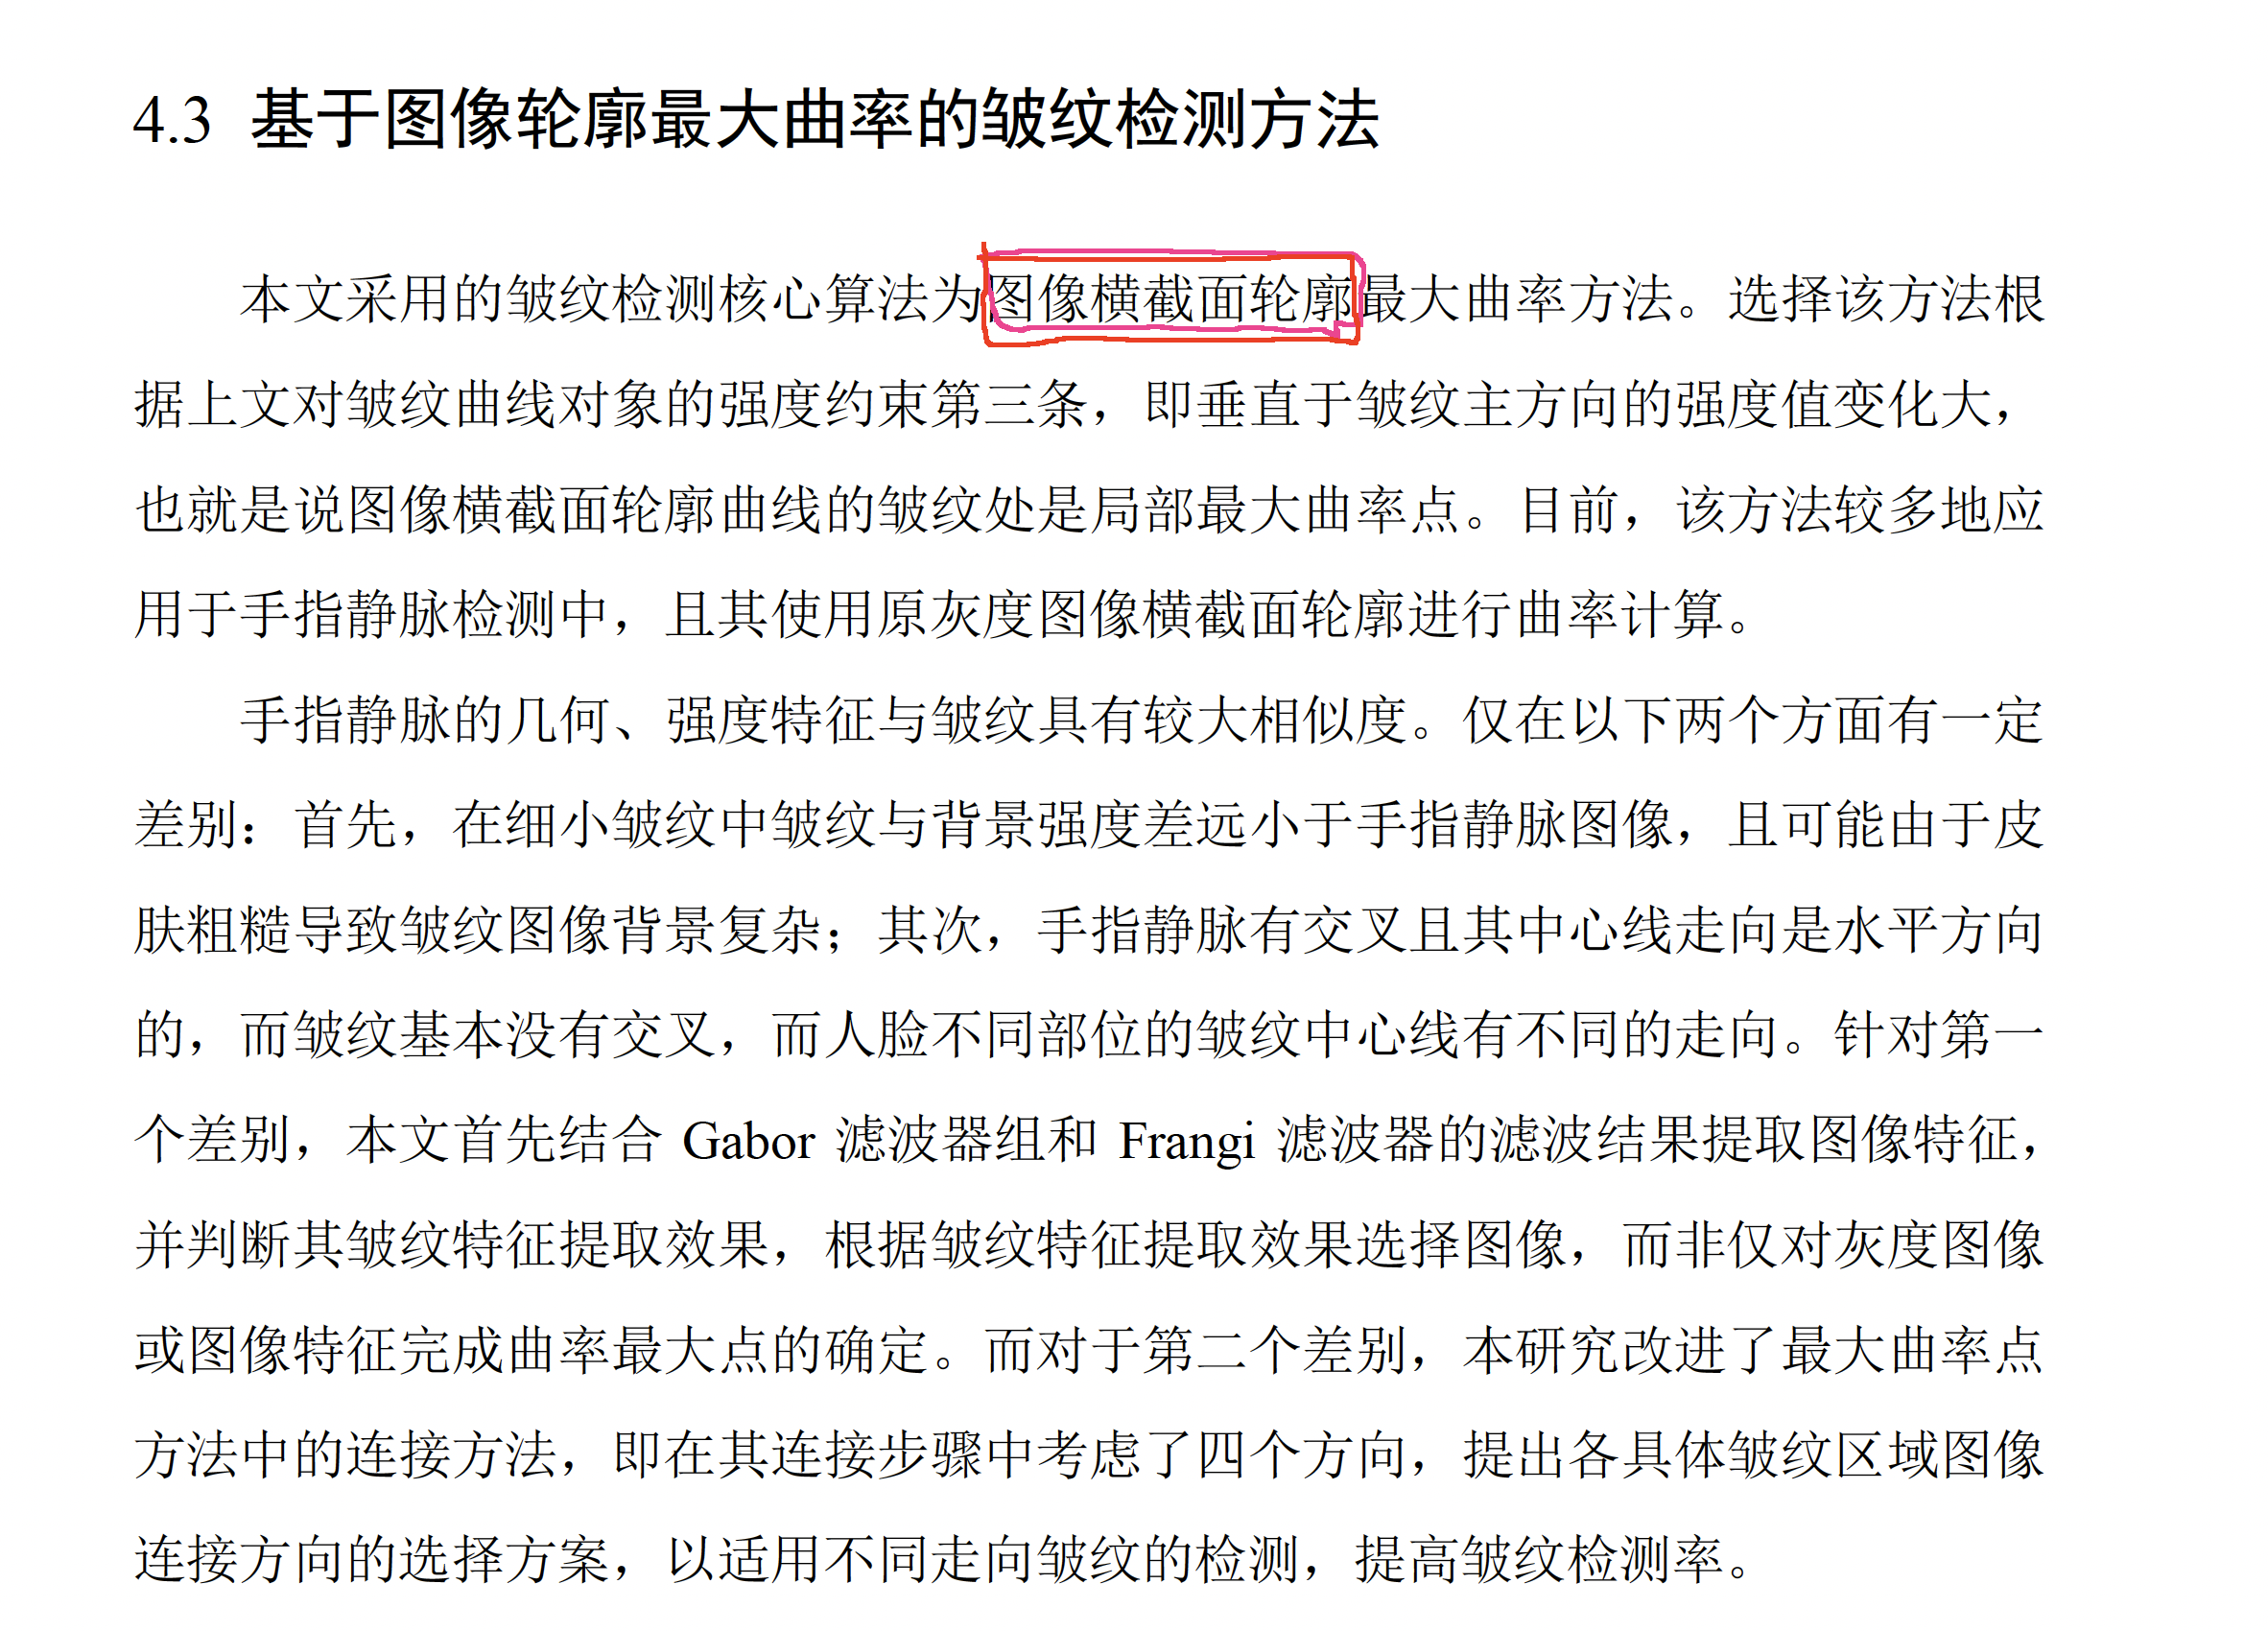 4.3 基于图像轮廓最大曲率的皱纹检测方法
本文采用的皱纹检测核心算法为图像横截面轮廓最大曲率方法。选择该方法根
据上文对皱纹曲线对象的强度约束第三条，即垂直于皱纹主方向的强度值变化大，
也就是说图像横截面轮廓曲线的皱纹处是局部最大曲率点。目前，该方法较多地应
用于手指静脉检测中，且其使用原灰度图像横截面轮廓进行曲率计算。
手指静脉的几何、强度特征与皱纹具有较大相似度。仅在以下两个方面有一定
差别：首先，在细小皱纹中皱纹与背景强度差远小于手指静脉图像，且可能由于皮
肤粗糙导致皱纹图像背景复杂；其次，手指静脉有交叉且其中心线走向是水平方向
的，而皱纹基本没有交叉，而人脸不同部位的皱纹中心线有不同的走向。针对第一
个差别，本文首先结合 Gabor 滤波器组和 Frangi 滤波器的滤波结果提取图像特征，
并判断其皱纹特征提取效果，根据皱纹特征提取效果选择图像，而非仅对灰度图像
或图像特征完成曲率最大点的确定。而对于第二个差别，本研究改进了最大曲率点
方法中的连接方法，即在其连接步骤中考虑了四个方向，提出各具体皱纹区域图像
连接方向的选择方案，以适用不同走向皱纹的检测，提高皱纹检测率。